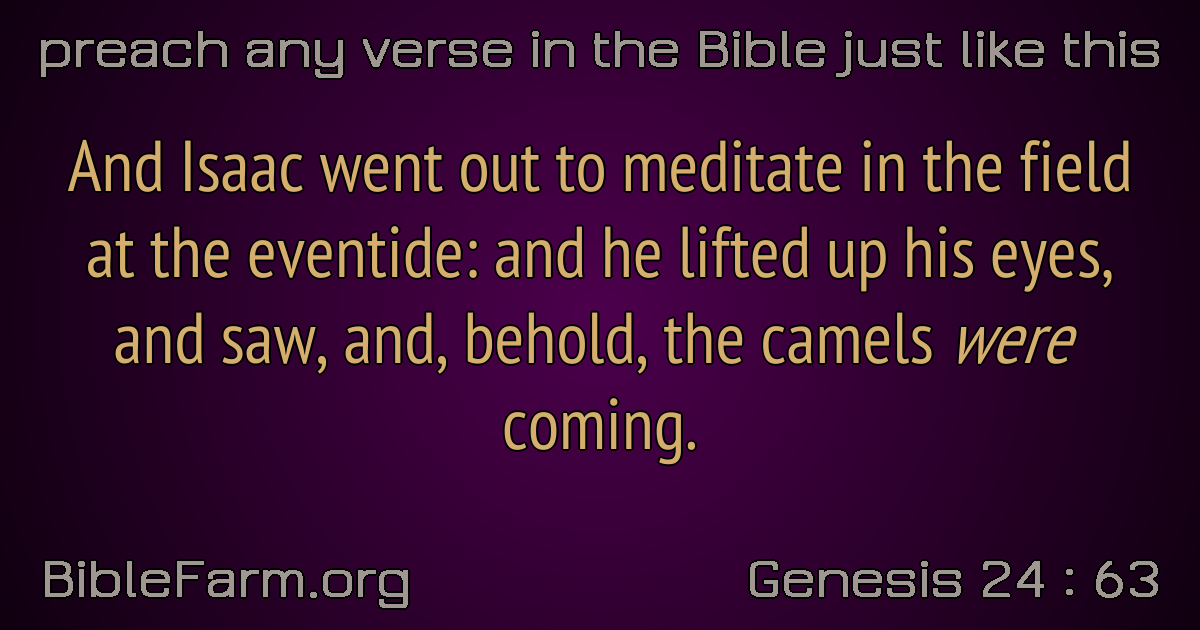 preach any verse in the Bible just like this
And Isaac went out to meditate in the field
at the eventide: and he lifted up his eyes,
and saw, and, behold, the camels were
coming.
BibleFarm.org
Genesis 24 : 63